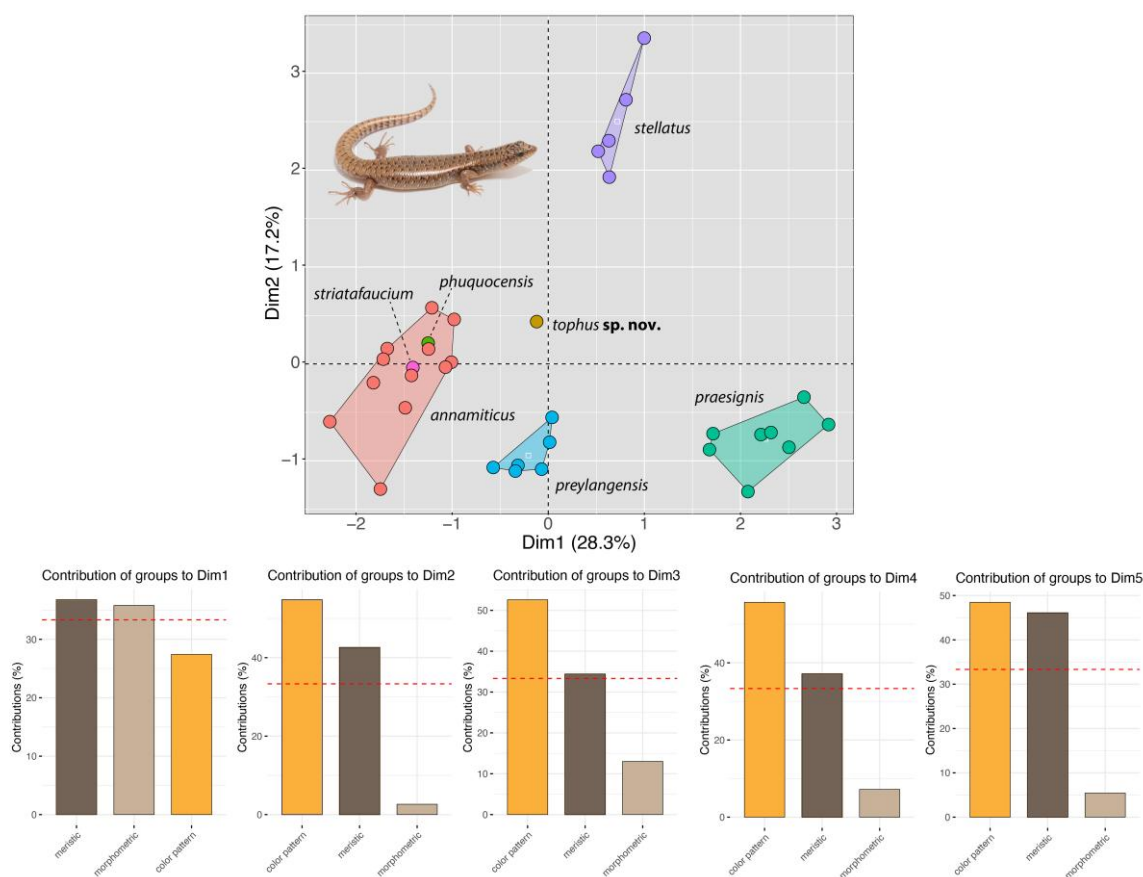 stellatus
phuquocensis
striatafaucium
tophus sp. nov.
praesignis
annamiticus
preylangensis
3
2
1
0
−1
Dim2 (17.2%)
−2
−1
0
1
2
3
Dim1 (28.3%)
Contribution of groups to Dim1
Contributions (%)
30
20
10
0
meristic
morphometric
color pattern
Contribution of groups to Dim2
Contributions (%)
40
20
0
color pattern
meristic
morphometric
Contribution of groups to Dim3
Contributions (%)
50
40
30
20
10
0
color pattern
meristic
morphometric
Contribution of groups to Dim4
Contributions (%)
40
20
0
color pattern
meristic
morphometric
Contribution of groups to Dim5
Contributions (%)
50
40
30
20
10
0
color pattern
meristic
morphometric